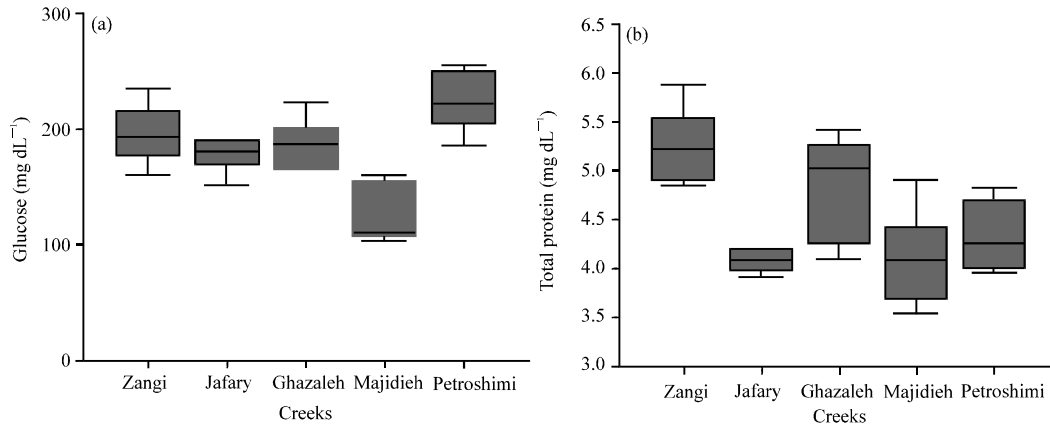 (a)
Glucose (mg dL⁻¹)
300
200
100
0
Zangi Jafary Ghazaleh Majidieh Petroshimi
Creeks
(b)
Total protein (mg dL⁻¹)
6.5
6.0
5.5
5.0
4.5
4.0
3.5
3.0
Zangi Jafary Ghazaleh Majidieh Petroshimi
Creeks